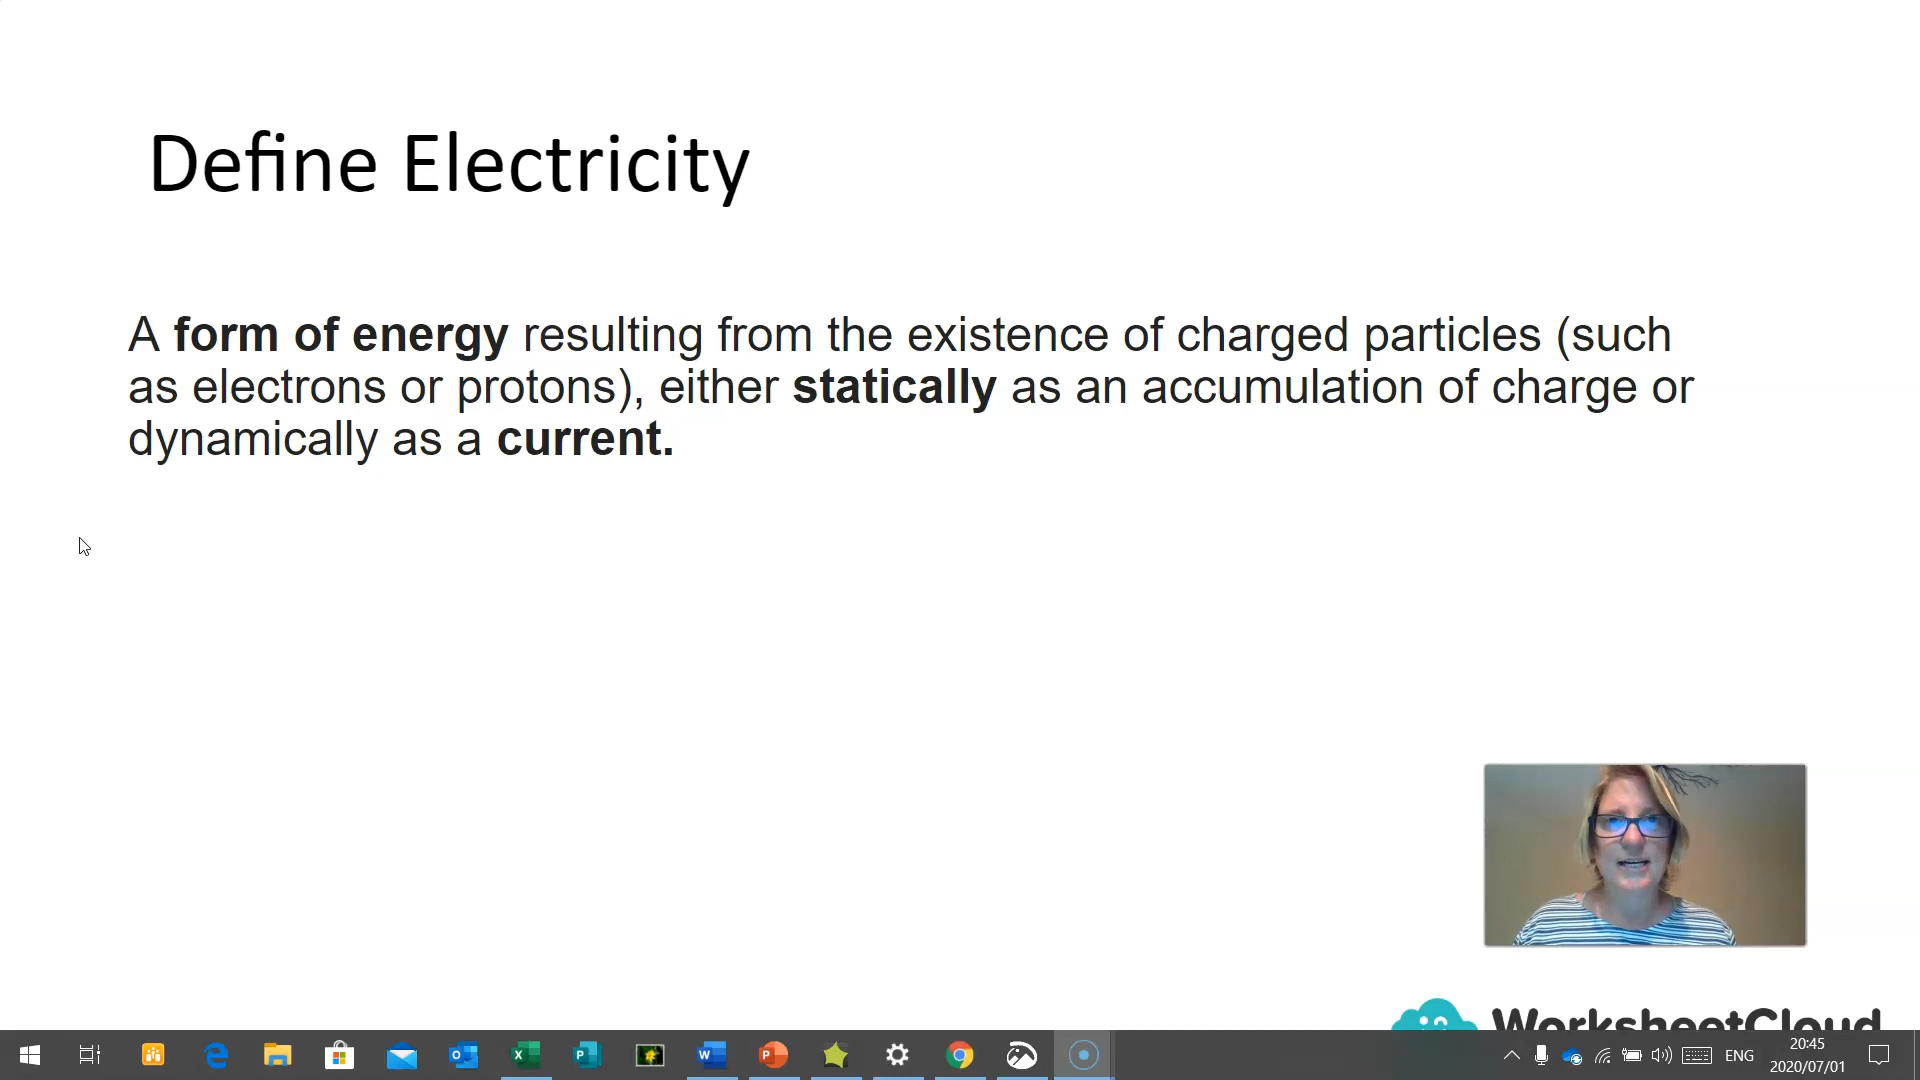 Define Electricity
A form of energy resulting from the existence of charged particles (such
as electrons or protons), either statically as an accumulation of charge or
dynamically as a current.
WorksheetCloud
ENG
20:45
2020/07/01